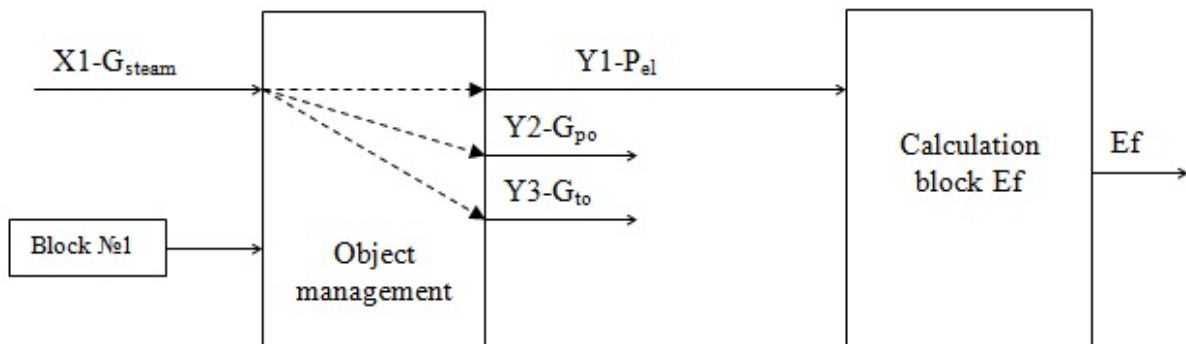 X1-G_steam
Y1-P_el
Y2-G_po
Y3-G_to
Block №1
Object
management
Calculation
block Ef
Ef